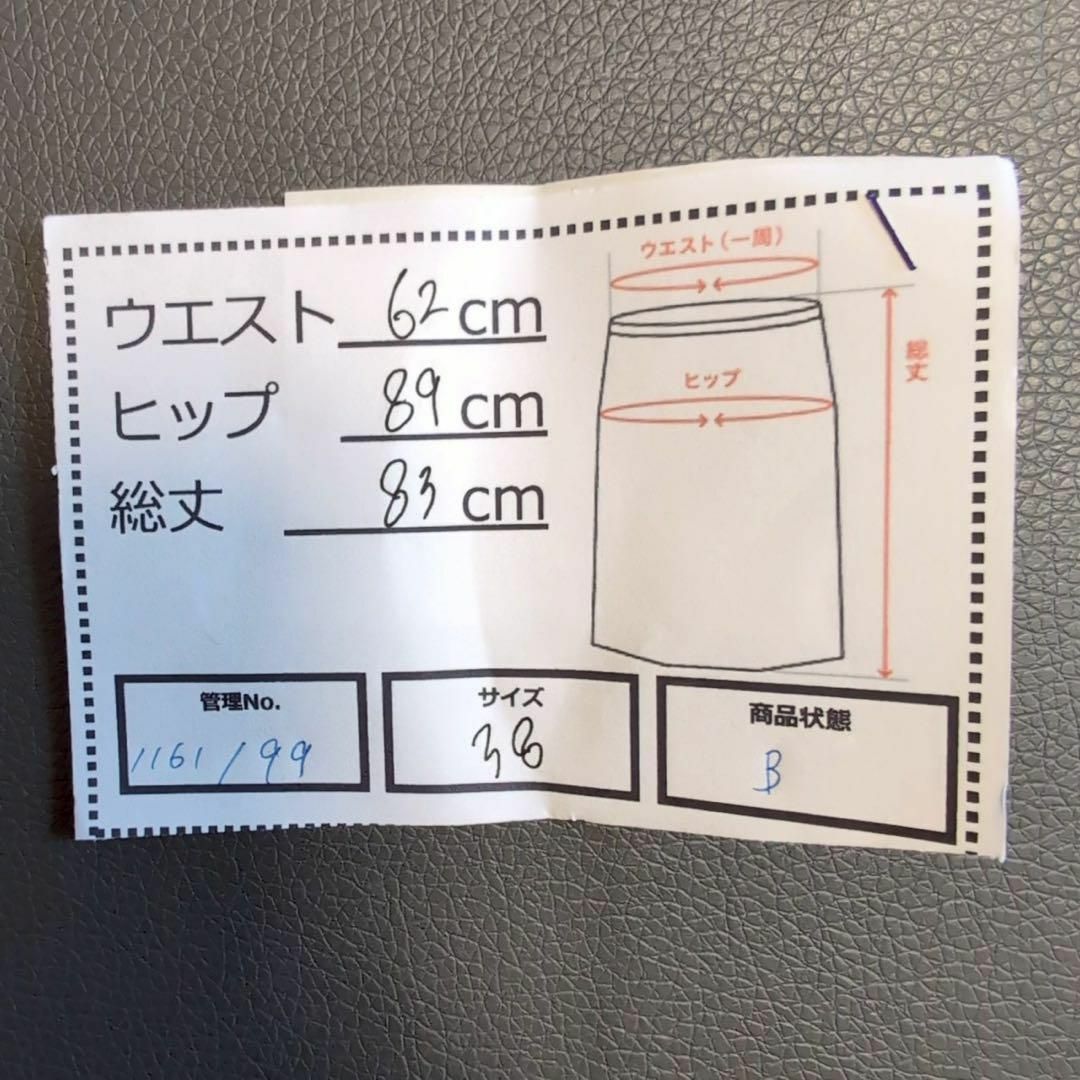 ウエスト 62 cm
ヒップ 89 cm
総丈 83 cm
ウエスト(一周)
ヒップ
総丈
管理No.
1161/99
サイズ
38
商品状態
B